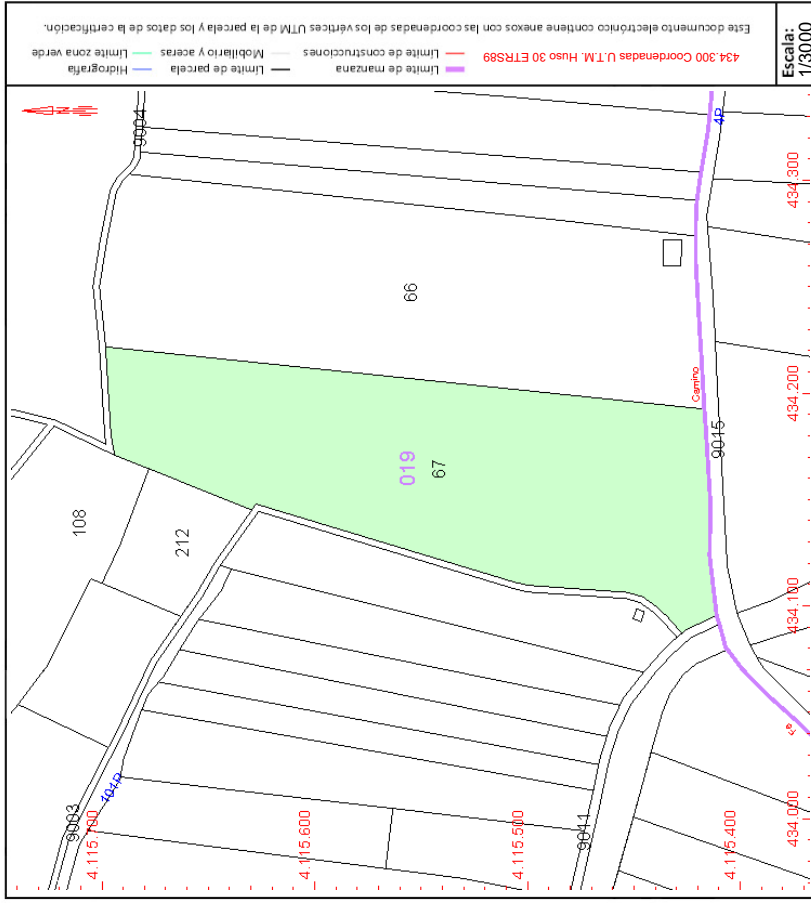 Este documento electrónico contiene anexos con las coordenadas de los vértices UTM de la parcela y los datos de la certificación.
434.300 Coordenadas U.T.M. Huso 30 ETRS89
Límite de manzana
Límite de construcciones
Límite de parcela
Mobiliario y aceras
Hidrografía
Límite zona verde
Escala:
1/3000
N
9004
4P
434.300
66
Camino
434.200
108
212
019
67
9015
434.100
9003
101R
4.115.700
4.115.600
4.115.500
9011
4.115.400
434.000